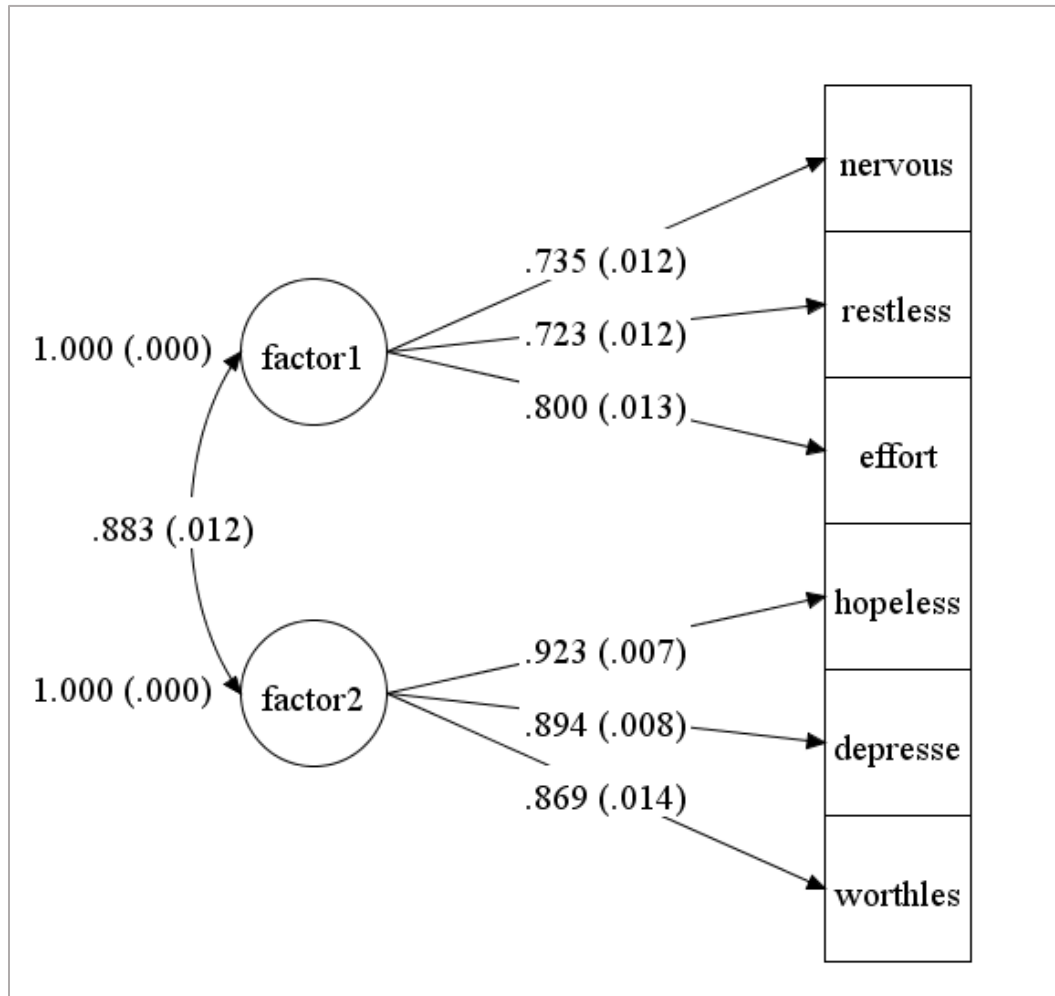 nervous
.735 (.012)
restless
.723 (.012)
1.000 (.000)
factor1
.800 (.013)
effort
.883 (.012)
hopeless
.923 (.007)
1.000 (.000)
factor2
.894 (.008)
depresse
.869 (.014)
worthles